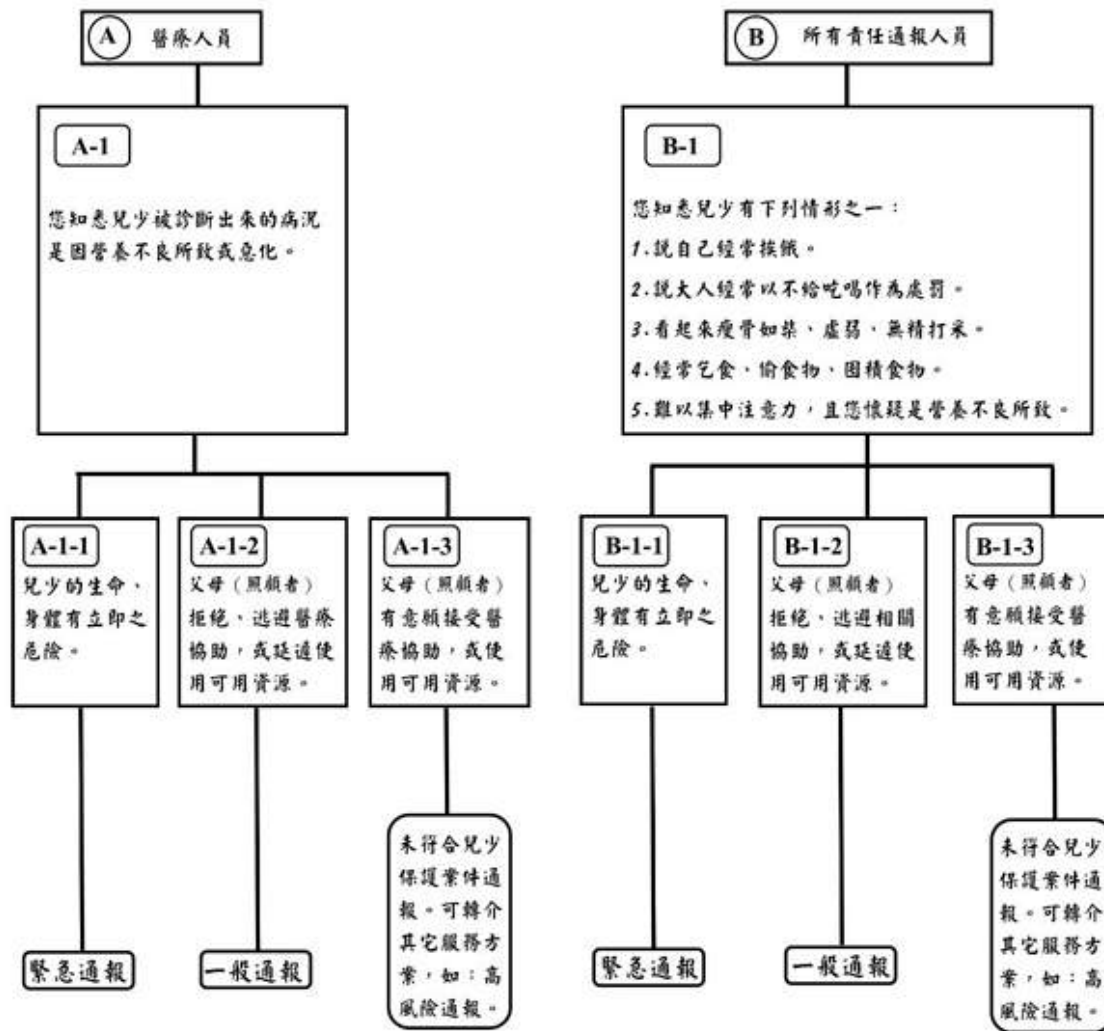 A 醫療人員
A-1
您知悉兒少被診斷出來的病況
是因營養不良所致或惡化。
A-1-1
兒少的生命、
身體有立即之
危險。
A-1-2
父母（照顧者）
拒絕、逃避醫療
協助，或延遲使
用可用資源。
A-1-3
父母（照顧者）
有意願接受醫
療協助，或使
用可用資源。
緊急通報
一般通報
未符合兒少
保護案件通
報。可轉介
其它服務方
案，如：高
風險通報。
B 所有責任通報人員
B-1
您知悉兒少有下列情形之一：
1.說自己經常挨餓。
2.說大人經常以不給吃喝作為處罰。
3.看起來瘦骨如柴、虛弱、無精打采。
4.經常乞食、偷食物、囤積食物。
5.難以集中注意力，且您懷疑是營養不良所致。
B-1-1
兒少的生命、
身體有立即之
危險。
B-1-2
父母（照顧者）
拒絕、逃避相關
協助，或延遲使
用可用資源。
B-1-3
父母（照顧者）
有意願接受醫
療協助，或使
用可用資源。
緊急通報
一般通報
未符合兒少
保護案件通
報。可轉介
其它服務方
案，如：高
風險通報。